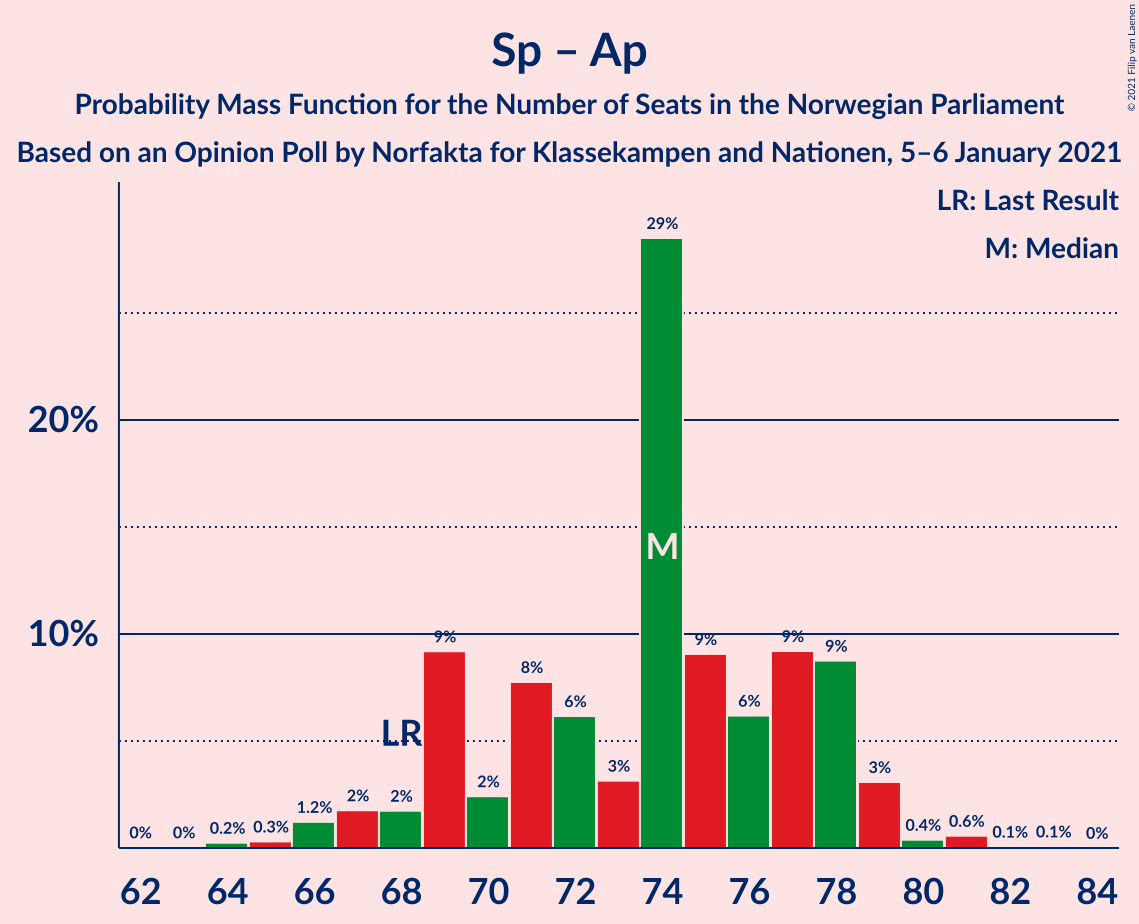 Sp – Ap
Probability Mass Function for the Number of Seats in the Norwegian Parliament
Based on an Opinion Poll by Norfakta for Klassekampen and Nationen, 5–6 January 2021
© 2021 Filip van Laenen
LR: Last Result
M: Median
20%
10%
0%
0%
0.2%
0.3%
1.2%
2%
2%
9%
2%
8%
6%
3%
29%
9%
6%
9%
9%
3%
0.4%
0.6%
0.1%
0.1%
0%
LR
M
62 64 66 68 70 72 74 76 78 80 82 84